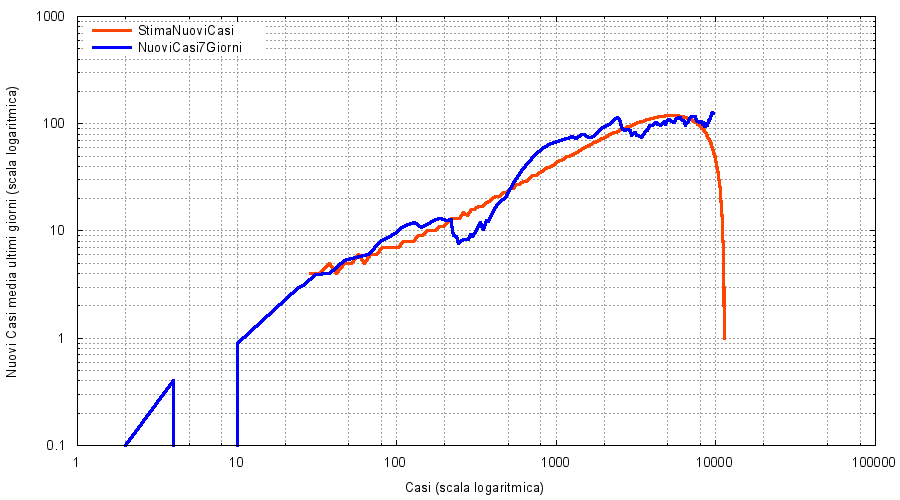 1000
100
10
1
0.1
Nuovi Casi media ultimi giorni (scala logaritmica)
StimaNuoviCasi
NuoviCasi7Giorni
1 10 100 1000 10000 100000
Casi (scala logaritmica)